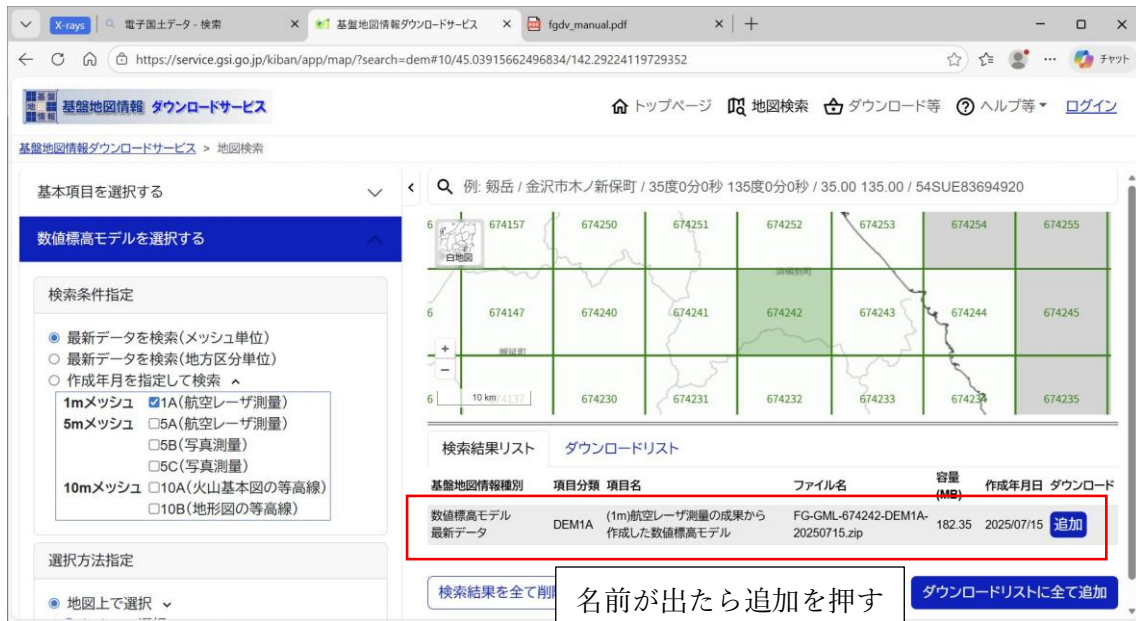 X-rays
電子国土データ - 検索
基盤地図情報ダウンロードサービス
fgdv_manual.pdf
https://service.gsi.go.jp/kiban/app/map/?search=dem#10/45.03915662496834/142.29224119729352
チャット
基盤地図情報 ダウンロードサービス
トップページ 地図検索 ダウンロード等 ヘルプ等 ログイン
基盤地図情報ダウンロードサービス > 地図検索
基本項目を選択する
数値標高モデルを選択する
検索条件指定
最新データを検索(メッシュ単位)
最新データを検索(地方区分単位)
作成年月を指定して検索
1mメッシュ 1A(航空レーザ測量)
5mメッシュ 5A(航空レーザ測量)
5B(写真測量)
5C(写真測量)
10mメッシュ 10A(火山基本図の等高線)
10B(地形図の等高線)
選択方法指定
地図上で選択
例: 剱岳 / 金沢市木ノ新保町 / 35度0分0秒 135度0分0秒 / 35.00 135.00 / 54SUE83694920
6 674157 674250 674251 674252 674253 674254 674255
白地図
6 674147 674240 674241 674242 674243 674244 674245
幌延町
10 km
6 674137 674230 674231 674232 674233 674234 674235
検索結果リスト ダウンロードリスト
基盤地図情報種別 項目分類 項目名 ファイル名 容量(MB) 作成年月日 ダウンロード
数値標高モデル 最新データ DEM1A (1m)航空レーザ測量の成果から作成した数値標高モデル FG-GML-674242-DEM1A-20250715.zip 182.35 2025/07/15 追加
検索結果を全て削
名前が出たら追加を押す
ダウンロードリストに全て追加